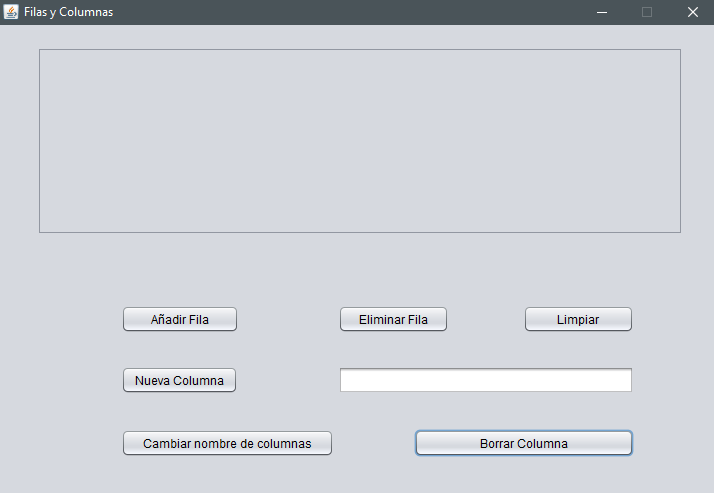 Filas y Columnas
Añadir Fila
Eliminar Fila
Limpiar
Nueva Columna
Cambiar nombre de columnas
Borrar Columna